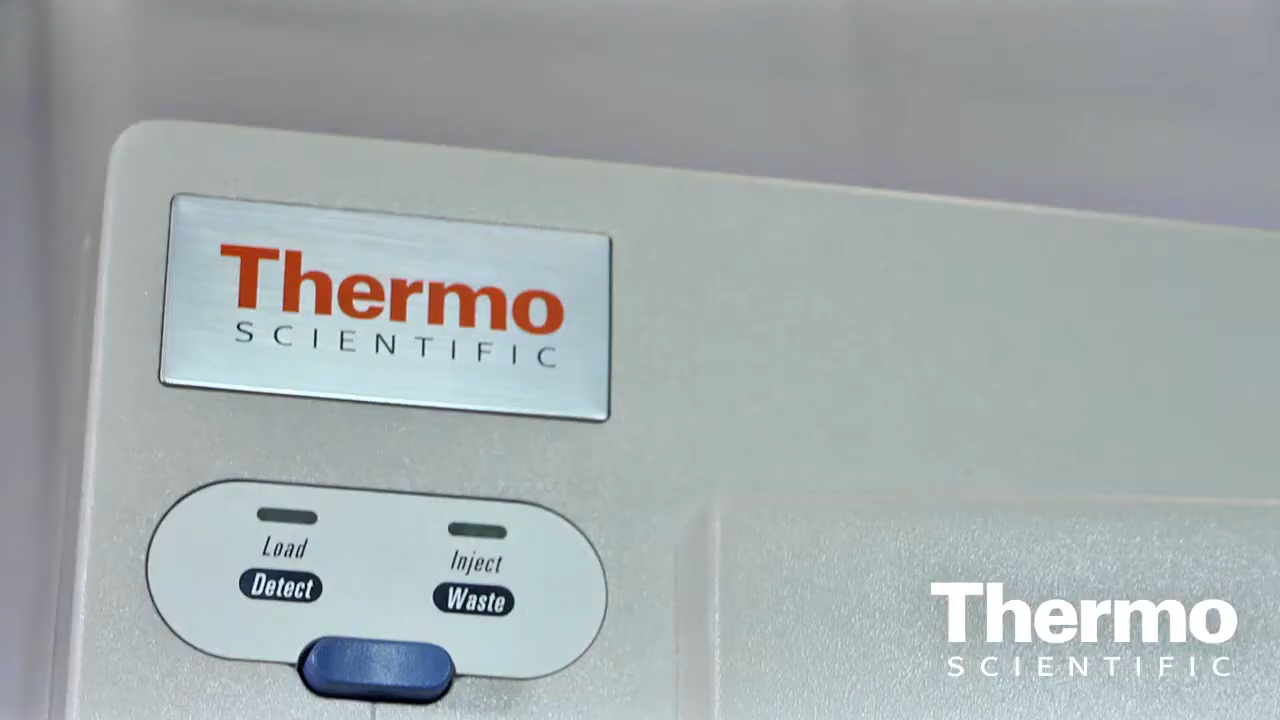 Thermo
SCIENTIFIC
Load
Detect
Inject
Waste
Thermo
SCIENTIFIC